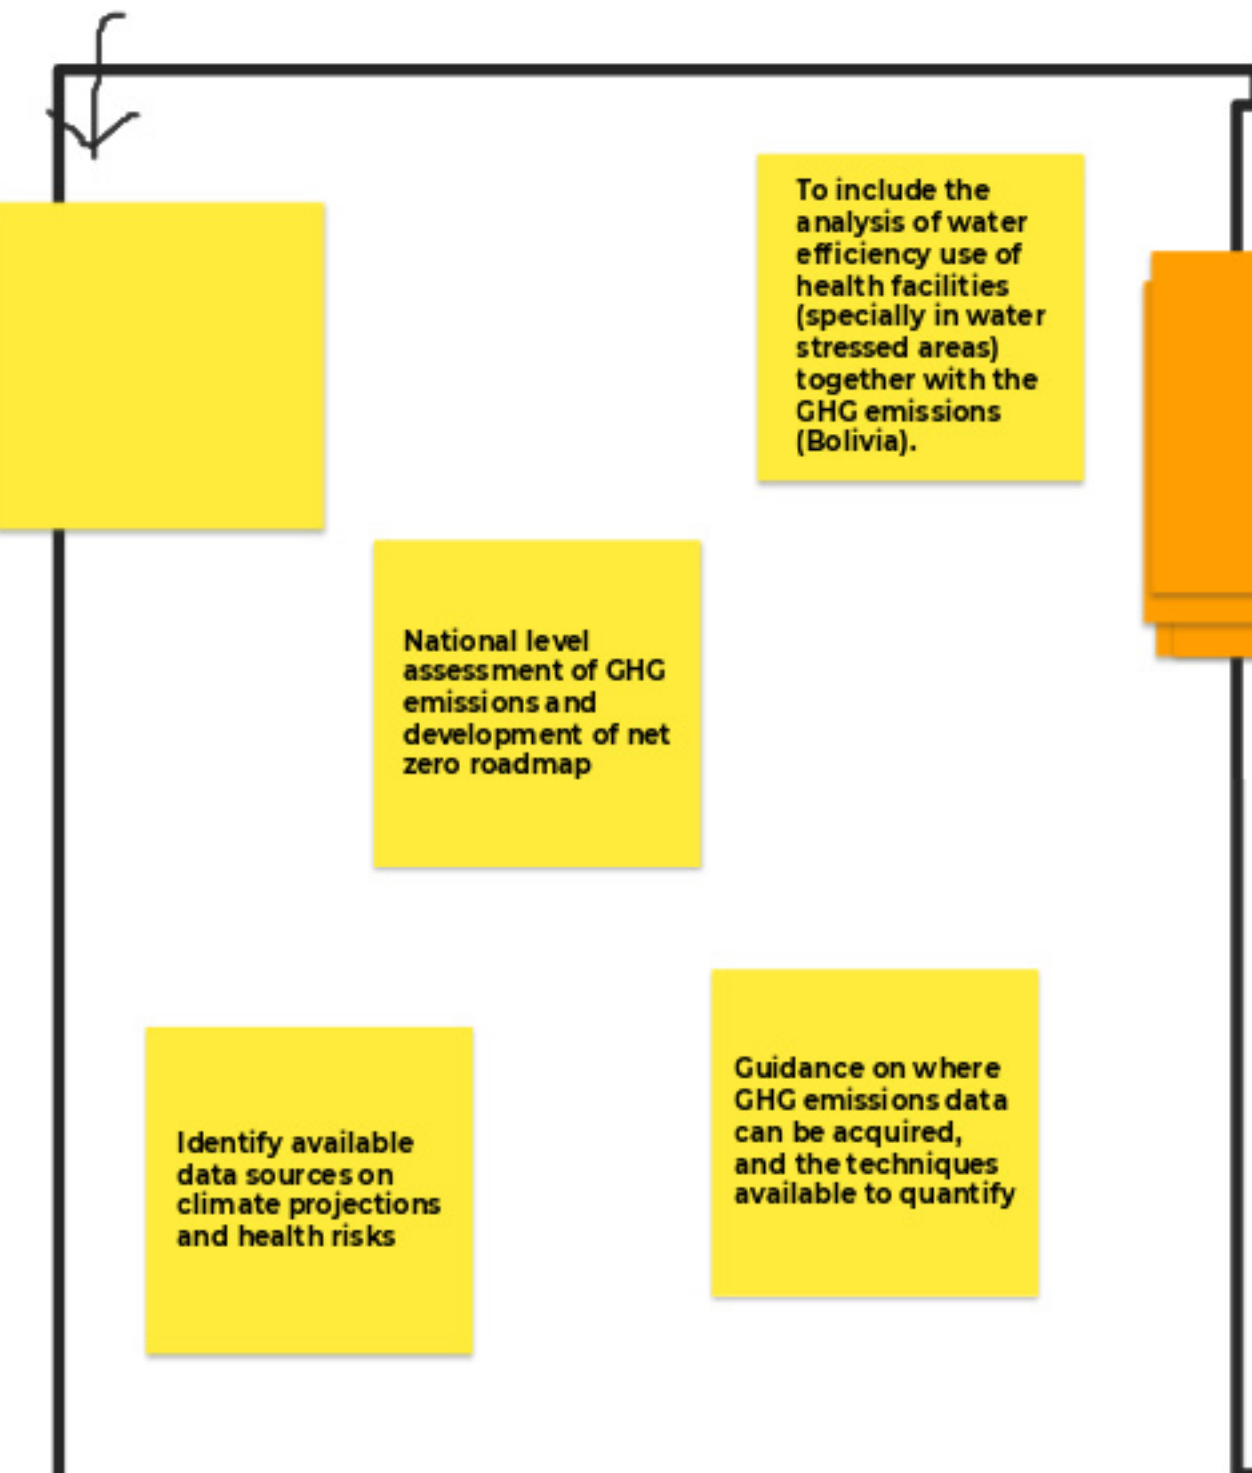 To include the
analysis of water
efficiency use of
health facilities
(specially in water
stressed areas)
together with the
GHG emissions
(Bolivia).
National level
assessment of GHG
emissions and
development of net
zero roadmap
Identify available
data sources on
climate projections
and health risks
Guidance on where
GHG emissions data
can be acquired,
and the techniques
available to quantify